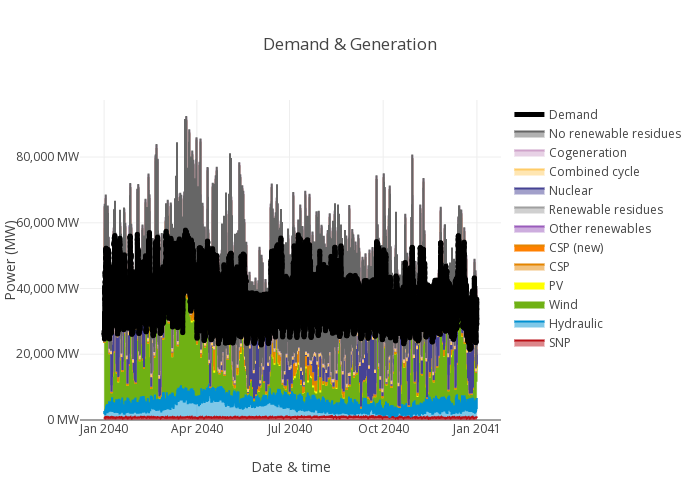 Demand & Generation
Power (MW)
80,000 MW
60,000 MW
40,000 MW
20,000 MW
0 MW
Jan 2040
Apr 2040
Jul 2040
Oct 2040
Jan 2041
Date & time
Demand
No renewable residues
Cogeneration
Combined cycle
Nuclear
Renewable residues
Other renewables
CSP (new)
CSP
PV
Wind
Hydraulic
SNP